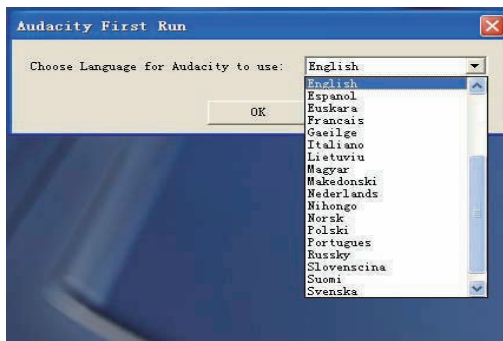 Audacity First Run
Choose Language for Audacity to use:
English
OK
English
Espanol
Euskara
Francais
Gaeilge
Italiano
Lietuviu
Magyar
Makedonski
Nederlands
Nihongo
Norsk
Polski
Portugues
Russky
Slovenscina
Suomi
Svenska